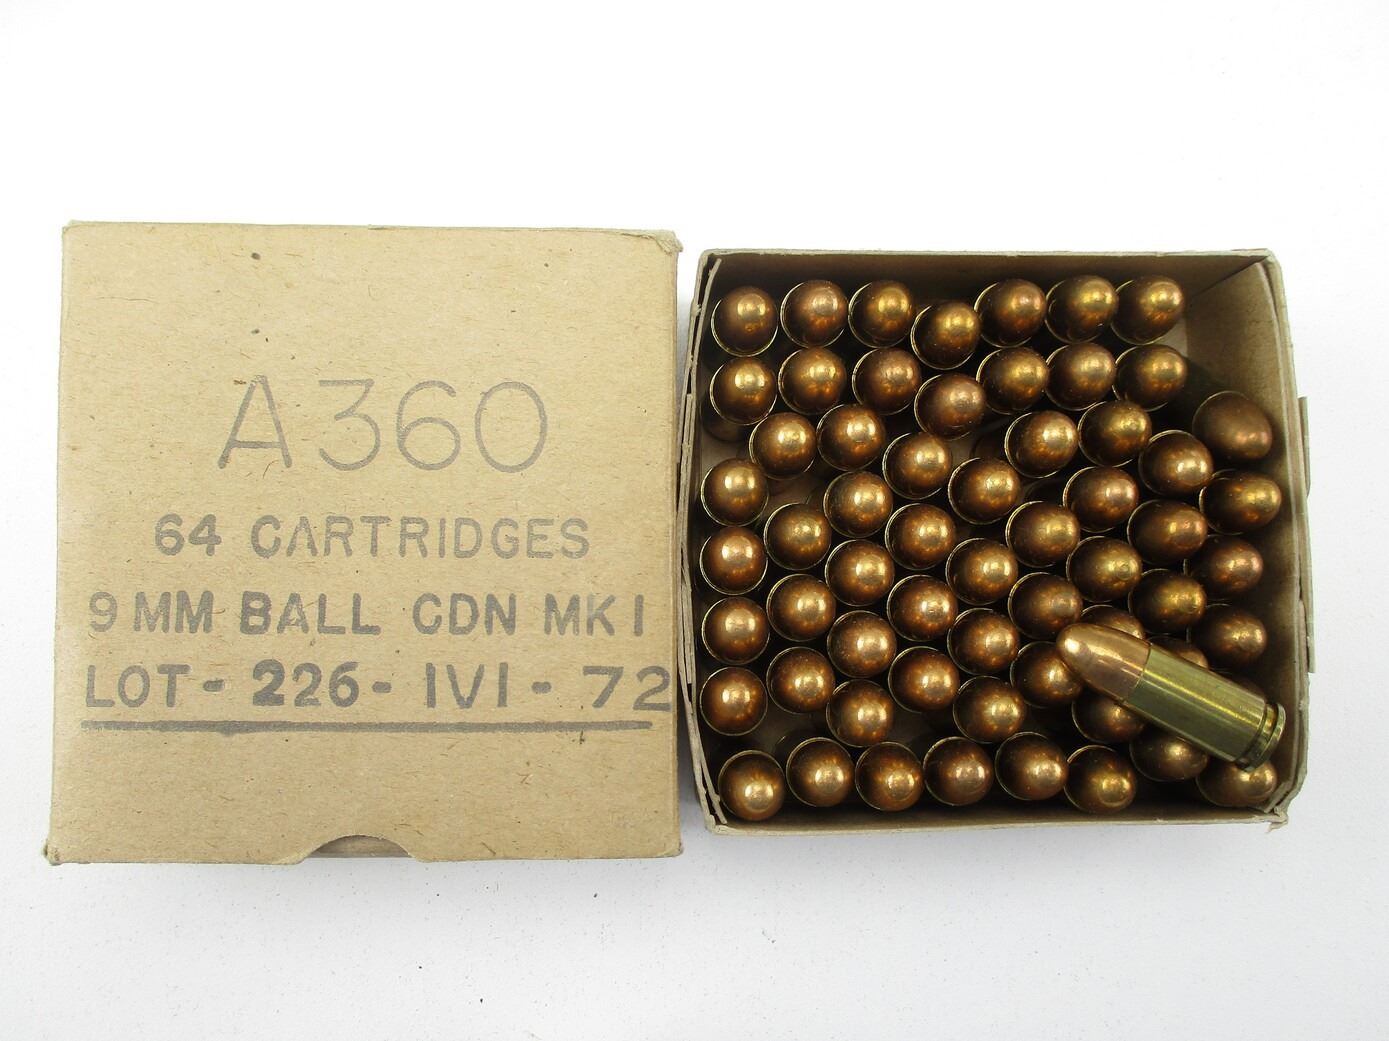 A360
64 CARTRIDGES
9 MM BALL CDN MK I
LOT - 226 - IVI - 72